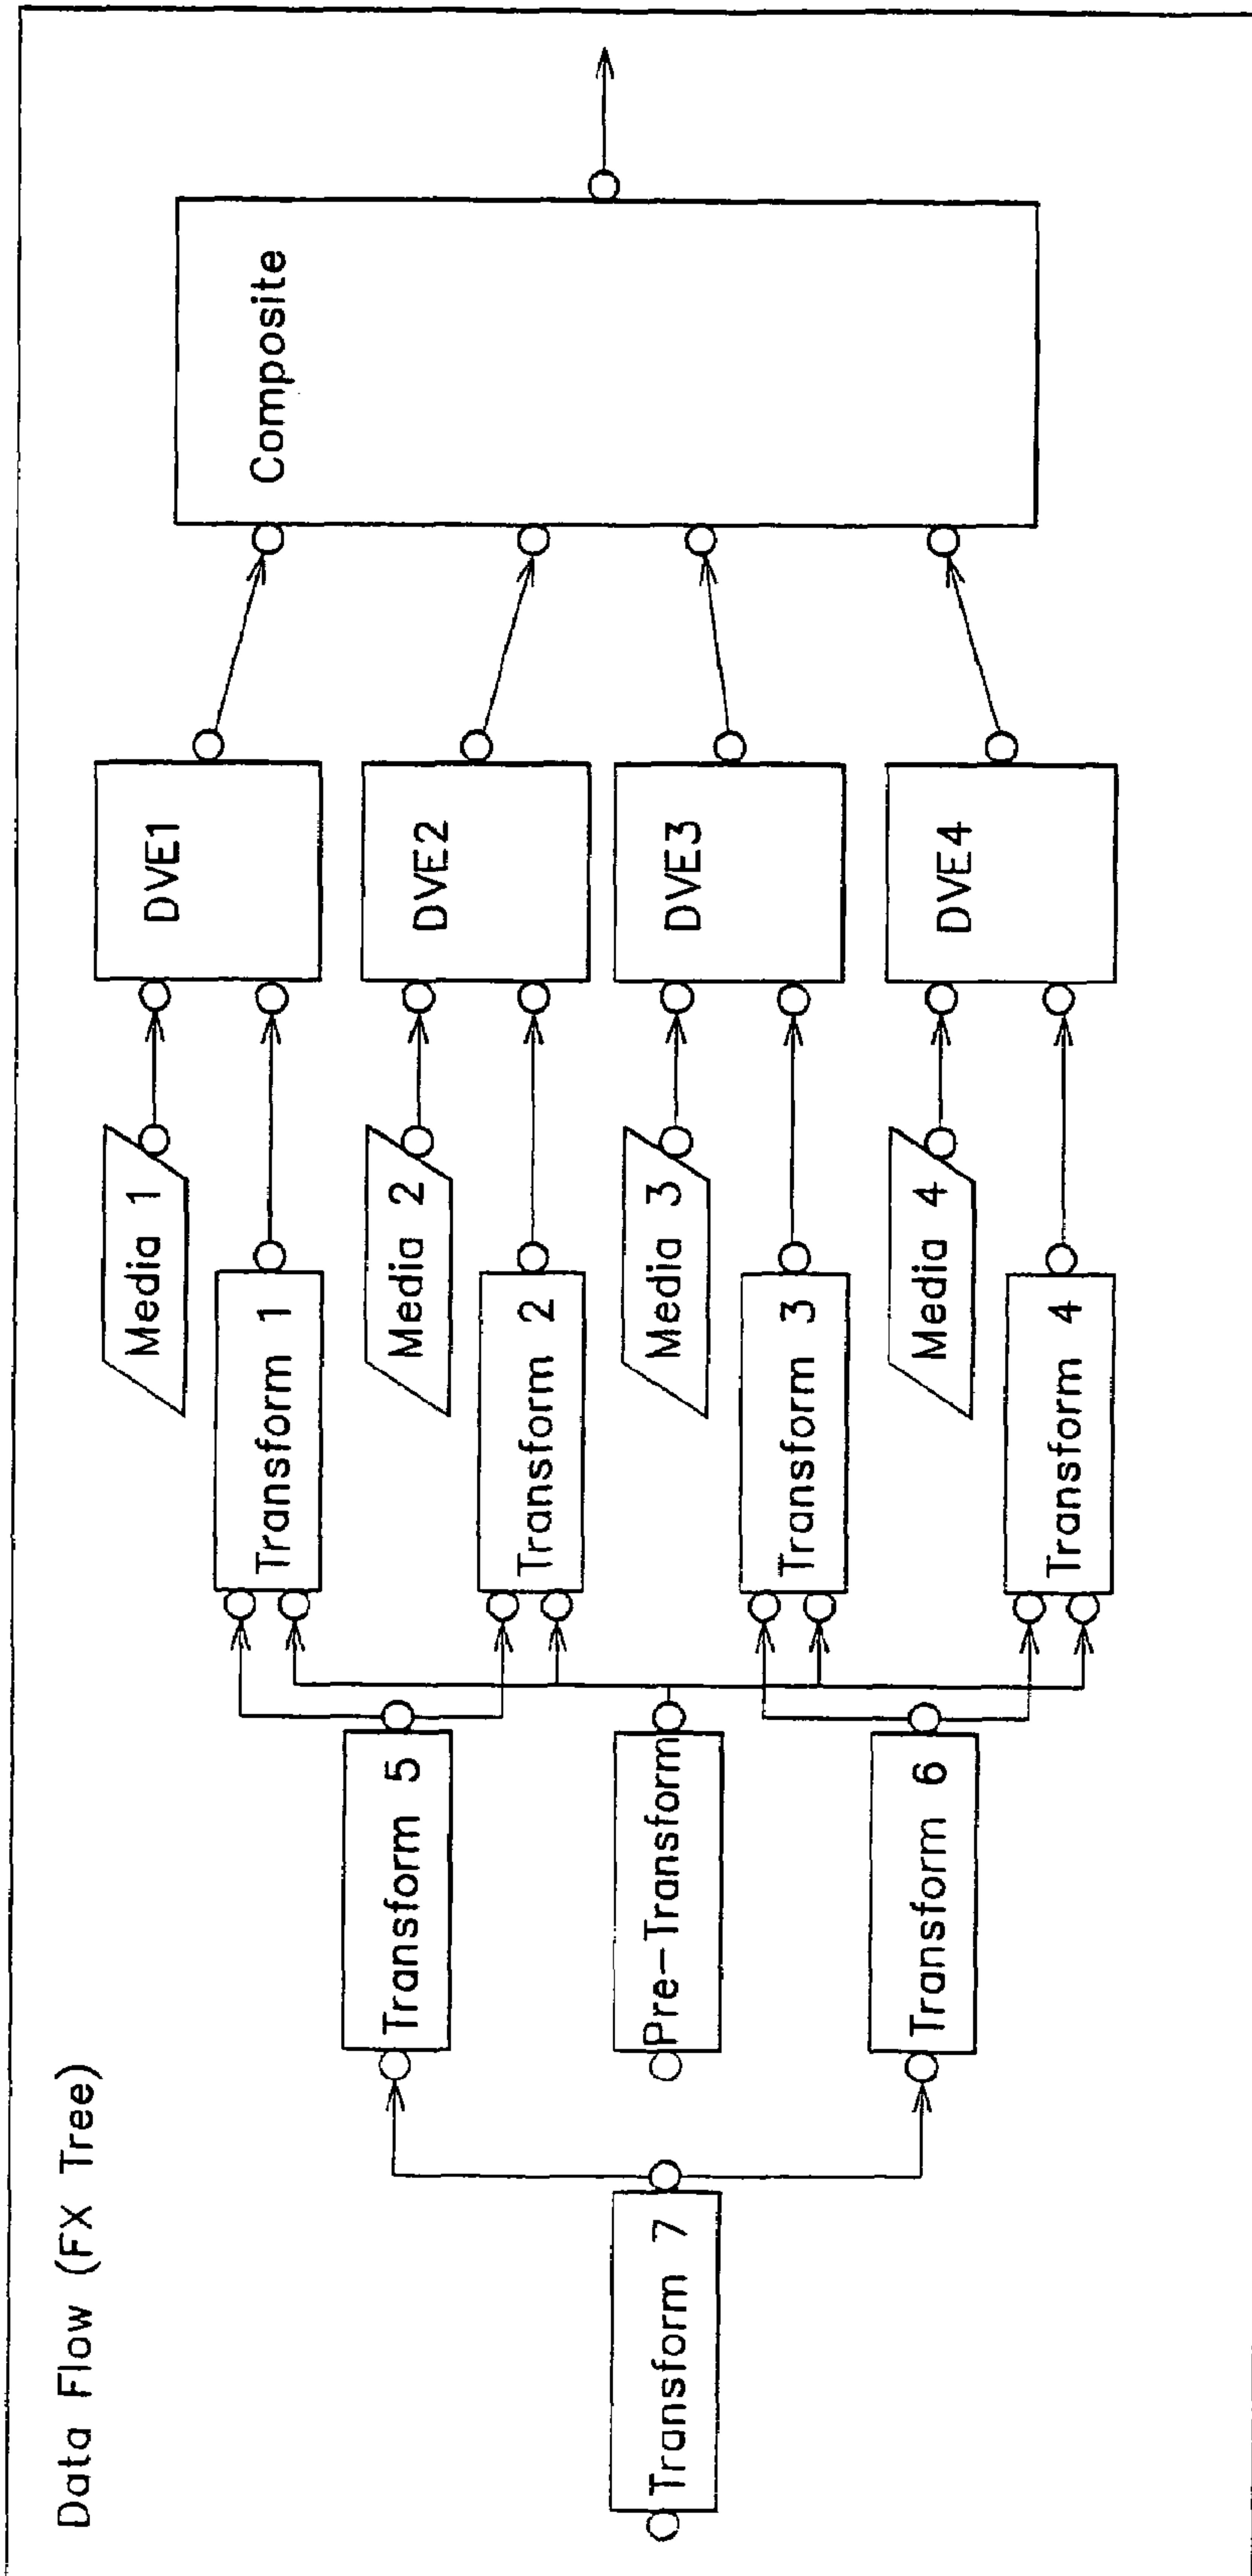 Data Flow (FX Tree)
Transform 7
Transform 5
Pre-Transform
Transform 6
Media 1
Transform 1
Media 2
Transform 2
Media 3
Transform 3
Media 4
Transform 4
DVE1
DVE2
DVE3
DVE4
Composite